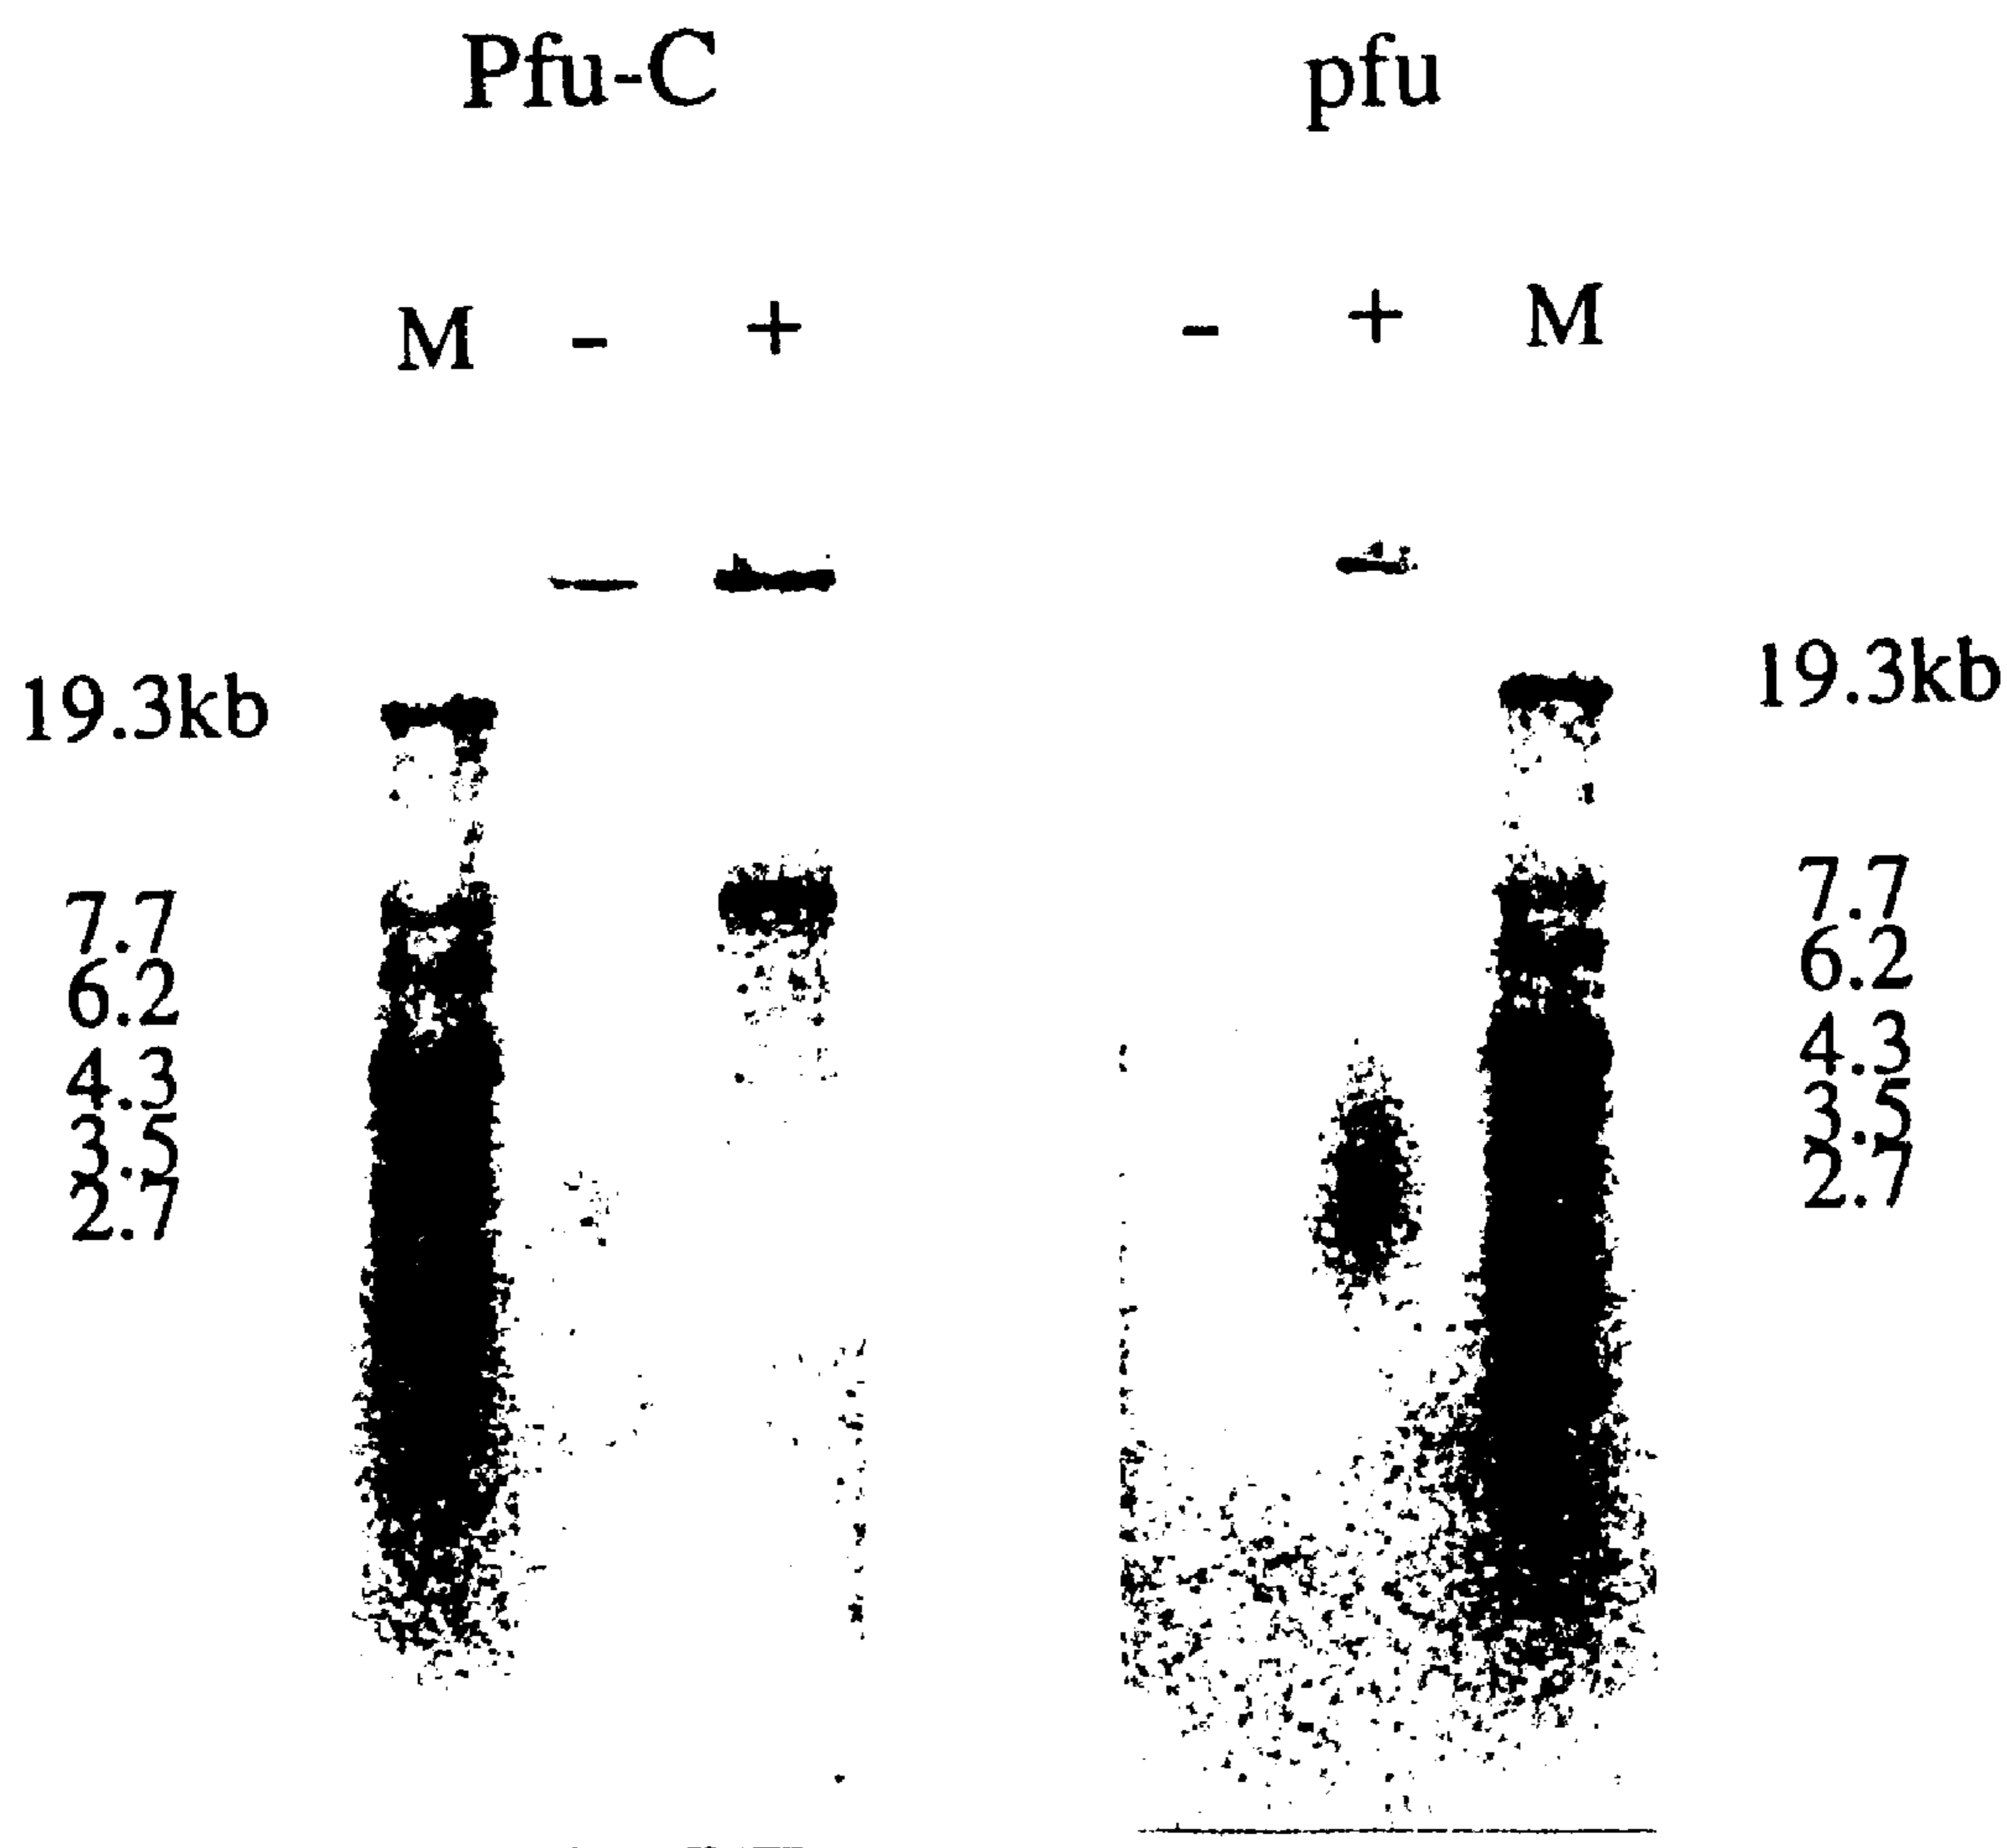 Pfu-C pfu
M - + - + M
19.3kb 19.3kb
7.7 7.7
6.2 6.2
4.3 4.3
3.5 3.5
2.7 2.7